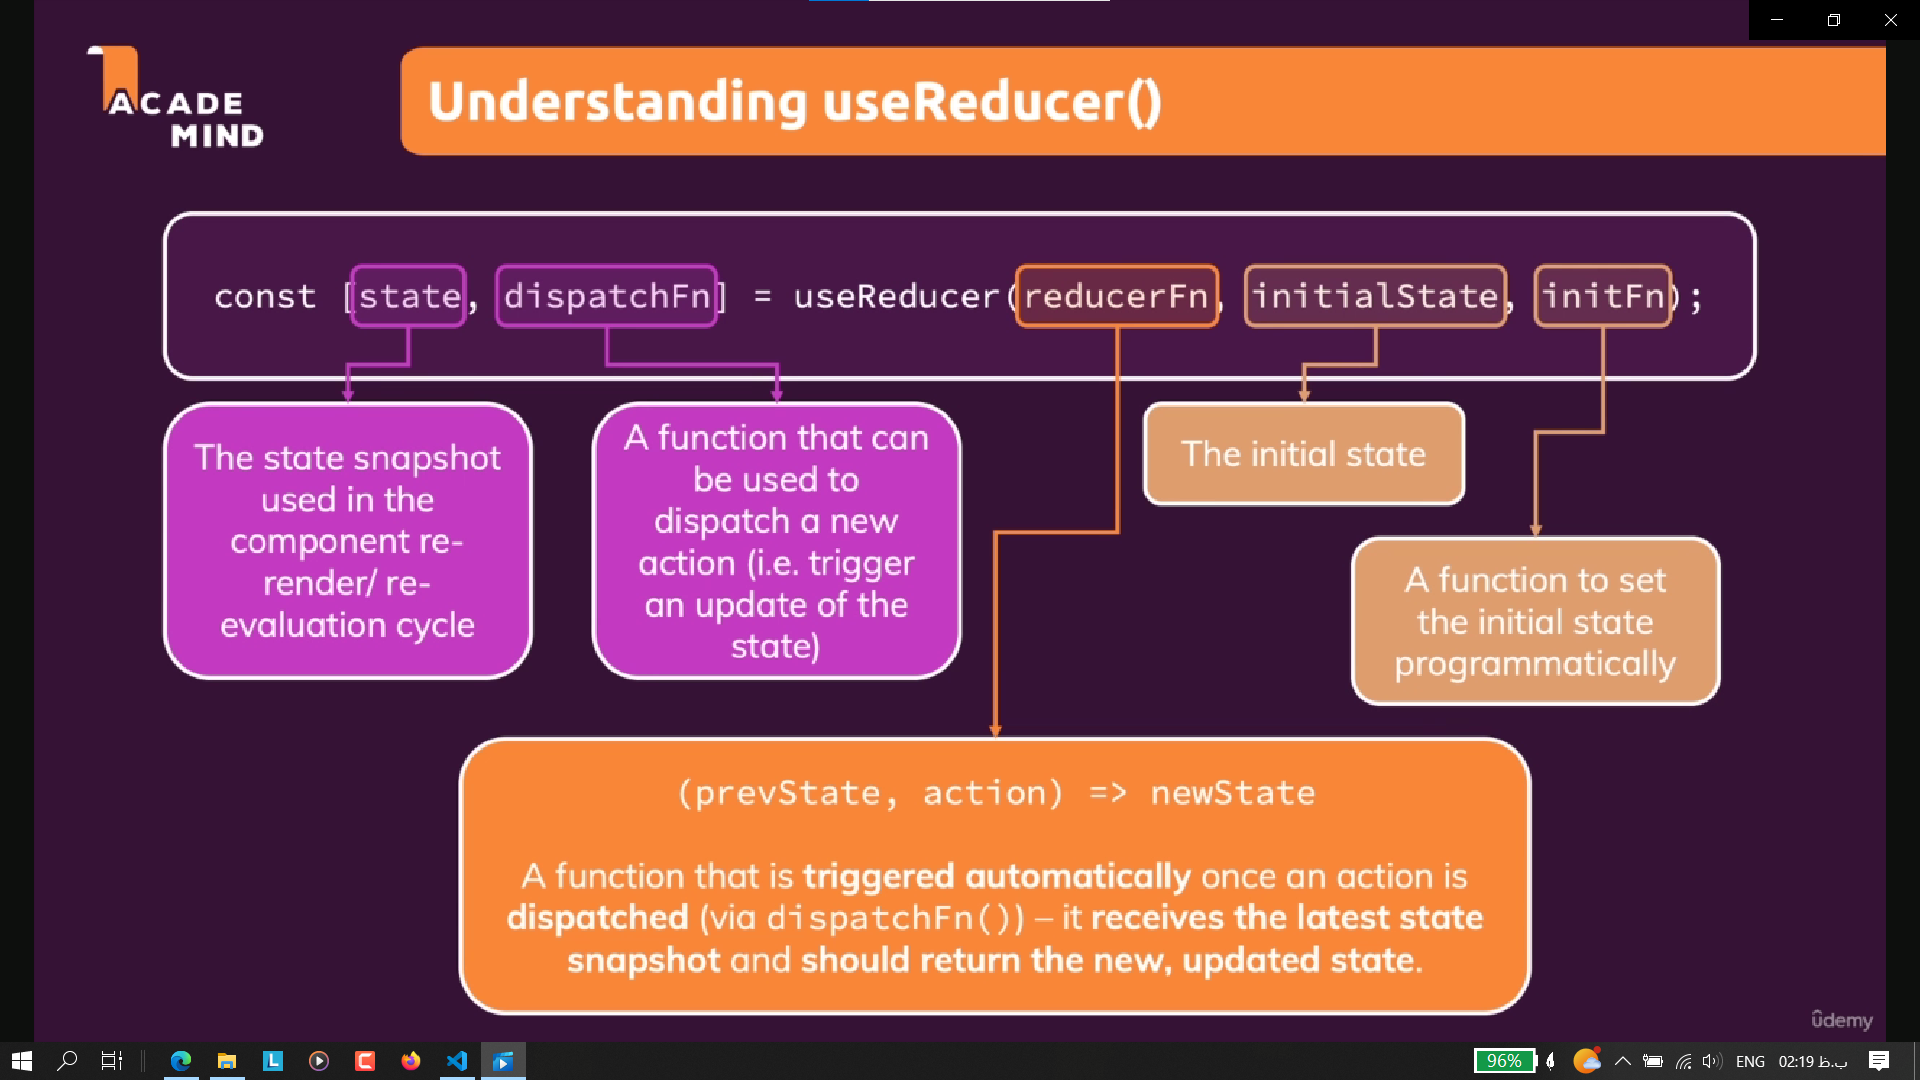 ACADE
MIND
Understanding useReducer()
const [state, dispatchFn] = useReducer(reducerFn, initialState, initFn);
The state snapshot
used in the
component re-
render/ re-
evaluation cycle
A function that can
be used to
dispatch a new
action (i.e. trigger
an update of the
state)
The initial state
A function to set
the initial state
programmatically
(prevState, action) => newState
A function that is triggered automatically once an action is
dispatched (via dispatchFn()) – it receives the latest state
snapshot and should return the new, updated state.
ûdemy
L
C
96%
ENG
02:19 ب.ظ